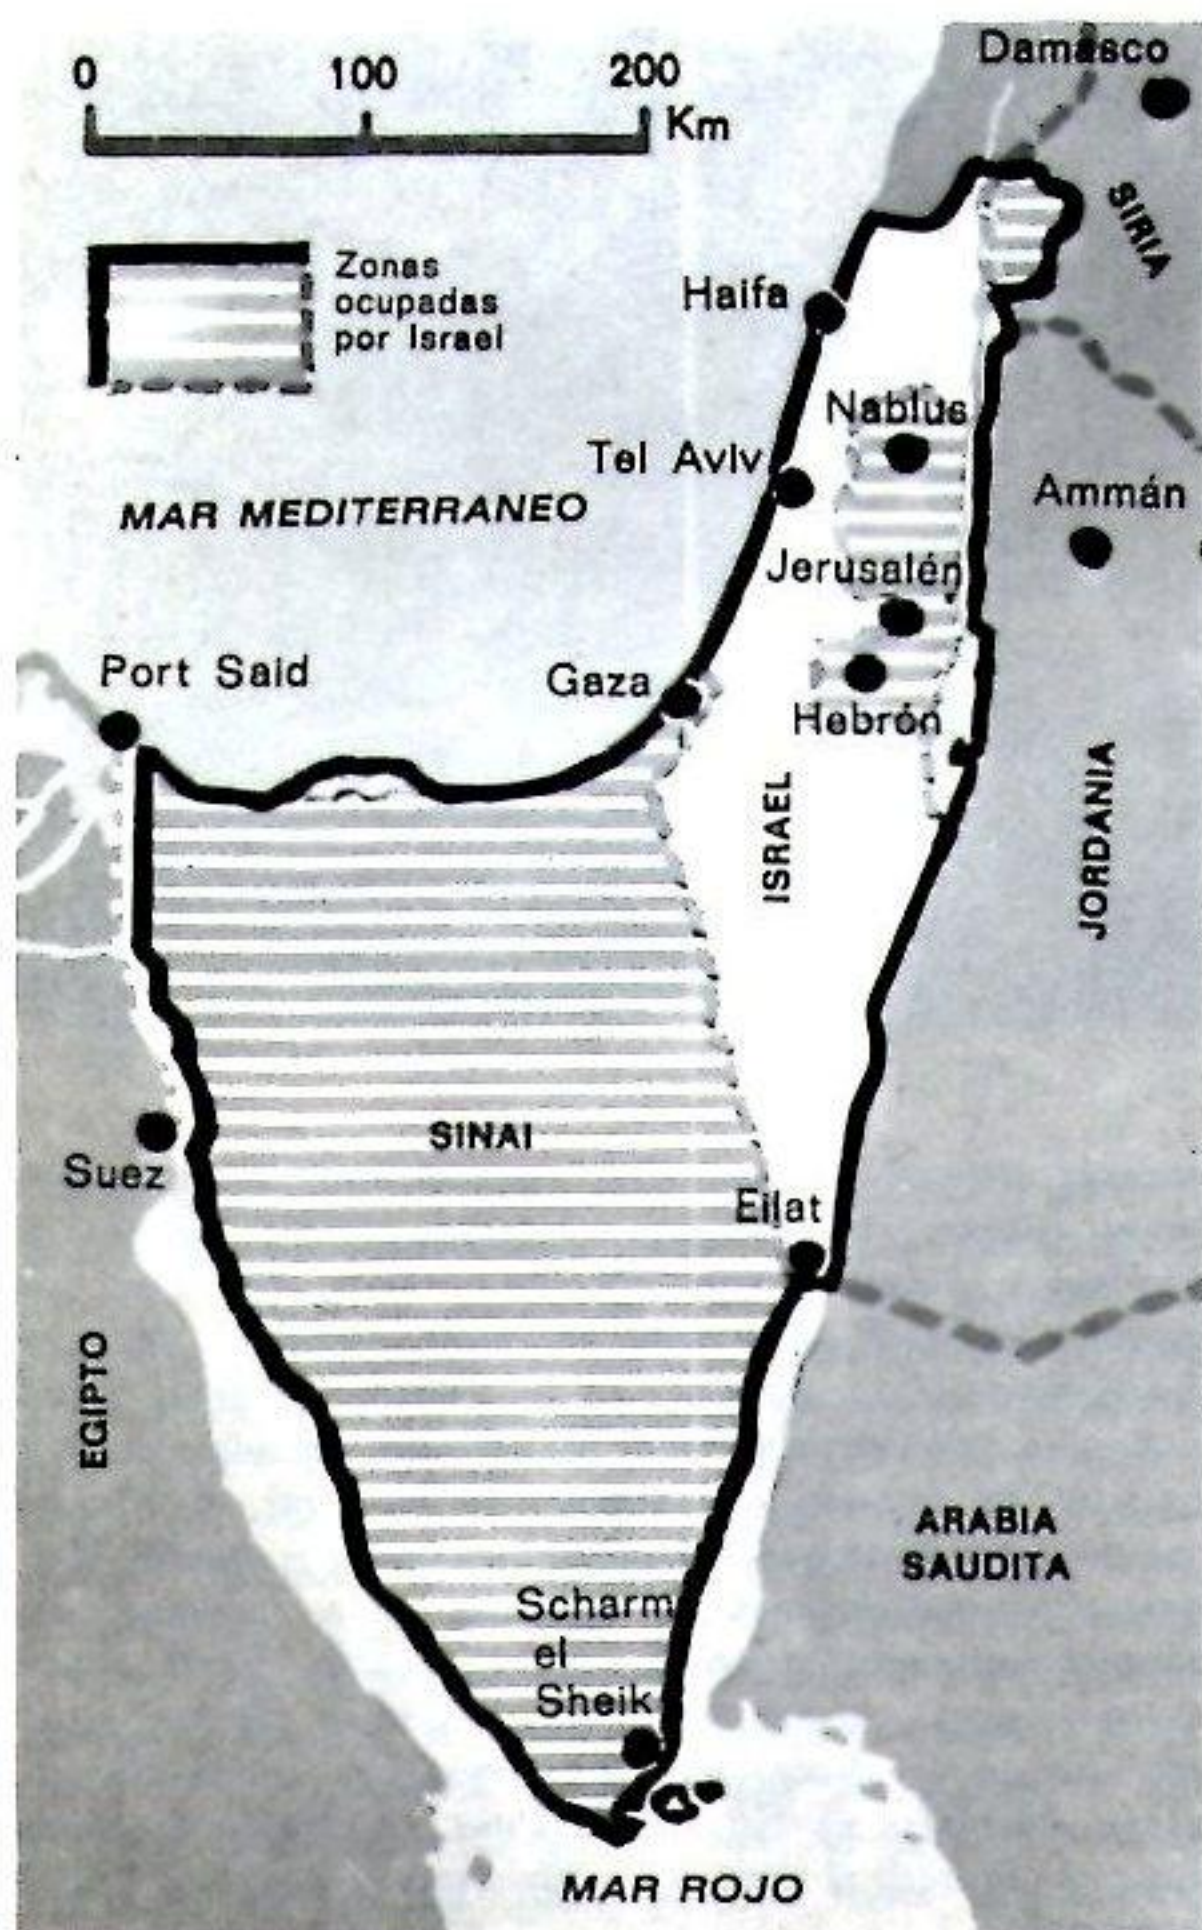 Damasco
0 100 200
Km
SIRIA
Zonas
ocupadas
por Israel
Haifa
Nablus
Tel Aviv
Ammán
MAR MEDITERRANEO
Jerusalén
Port Said
Gaza
Hebrón
ISRAEL
JORDANIA
SINAI
Suez
Eilat
EGIPTO
ARABIA
SAUDITA
Scharm
el
Sheik
MAR ROJO